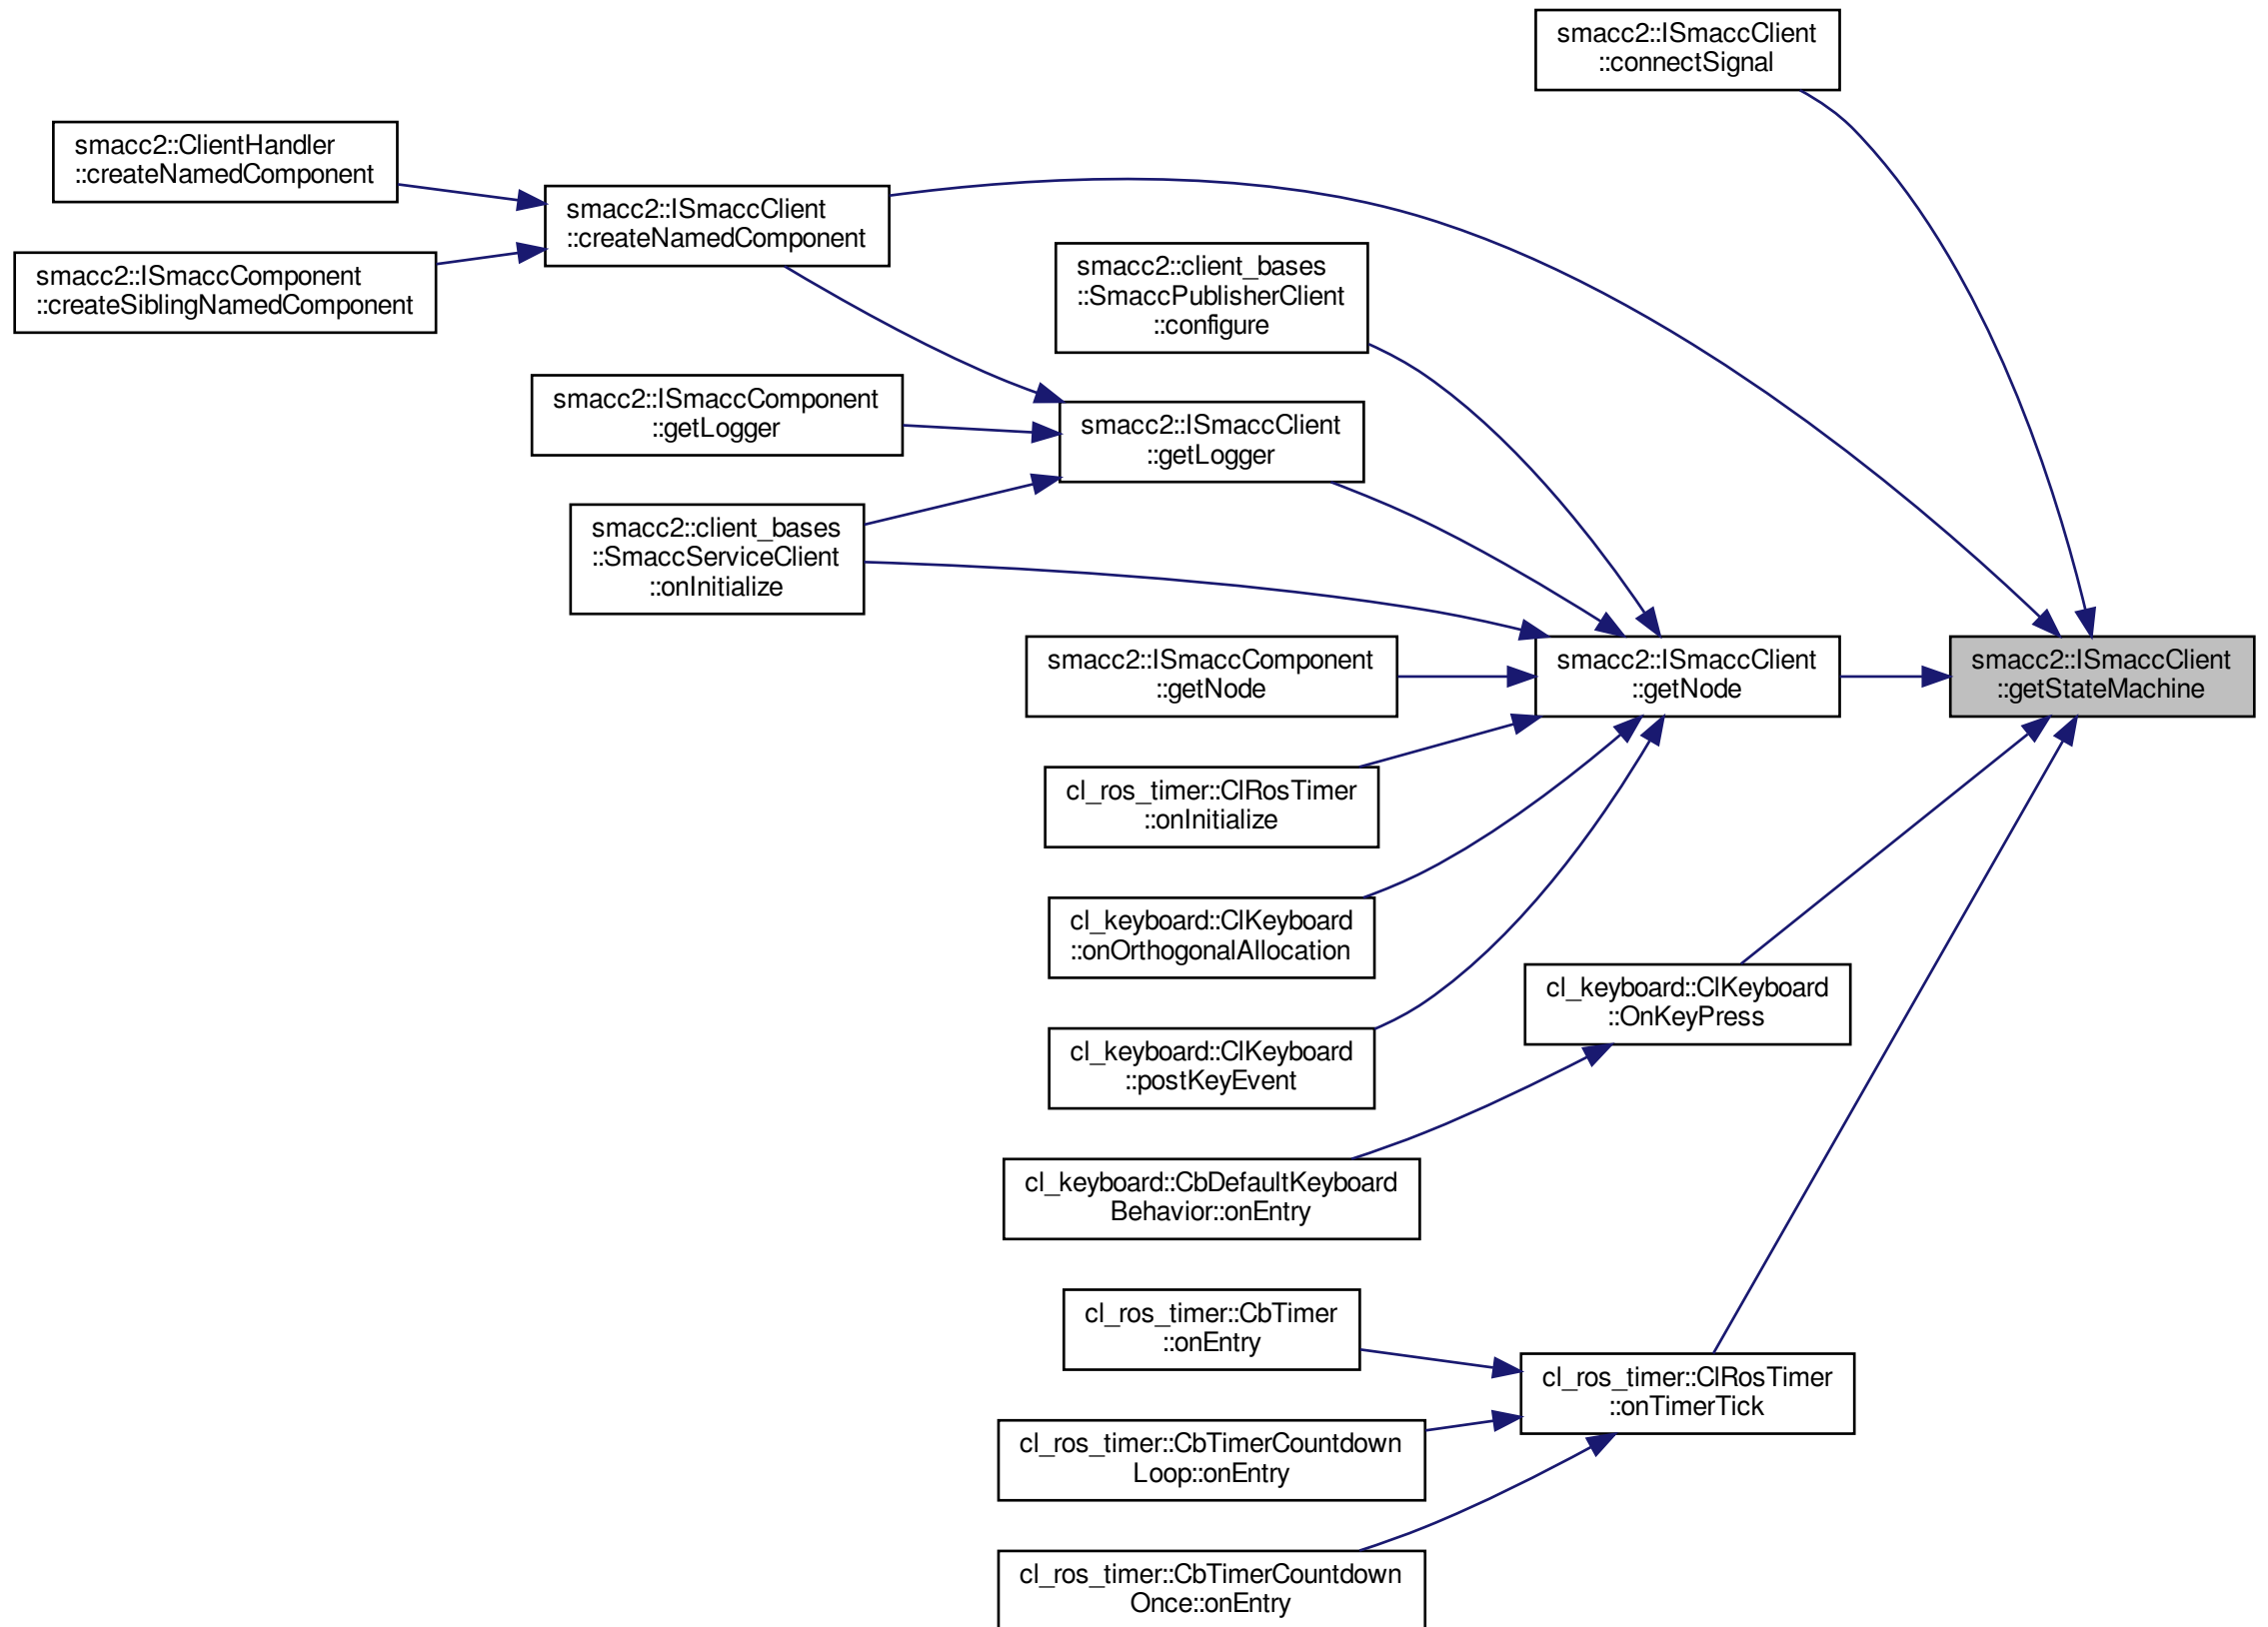 smacc2::ISmaccClient
::connectSignal
smacc2::ClientHandler
::createNamedComponent
smacc2::ISmaccClient
::createNamedComponent
smacc2::ISmaccComponent
::createSiblingNamedComponent
smacc2::client_bases
::SmaccPublisherClient
::configure
smacc2::ISmaccComponent
::getLogger
smacc2::ISmaccClient
::getLogger
smacc2::client_bases
::SmaccServiceClient
::onInitialize
smacc2::ISmaccComponent
::getNode
smacc2::ISmaccClient
::getNode
smacc2::ISmaccClient
::getStateMachine
cl_ros_timer::ClRosTimer
::onInitialize
cl_keyboard::ClKeyboard
::onOrthogonalAllocation
cl_keyboard::ClKeyboard
::OnKeyPress
cl_keyboard::ClKeyboard
::postKeyEvent
cl_keyboard::CbDefaultKeyboard
Behavior::onEntry
cl_ros_timer::CbTimer
::onEntry
cl_ros_timer::ClRosTimer
::onTimerTick
cl_ros_timer::CbTimerCountdown
Loop::onEntry
cl_ros_timer::CbTimerCountdown
Once::onEntry